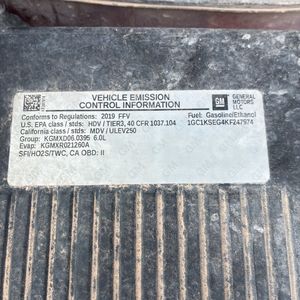 VEHICLE EMISSION
CONTROL INFORMATION
GM
GENERAL
MOTORS
LLC
Conforms to Regulations: 2019 FFV
Fuel: Gasoline/Ethanol
U.S. EPA class / stds: HDV / TIER3, 40 CFR 1037.104
1GC1KSEG4KF247974
California class / stds: MDV / ULEV250
Group: KGMXD06.0395 6.0L
Evap: KGMXR021260A
SFI/HO2S/TWC, CA OBD: II